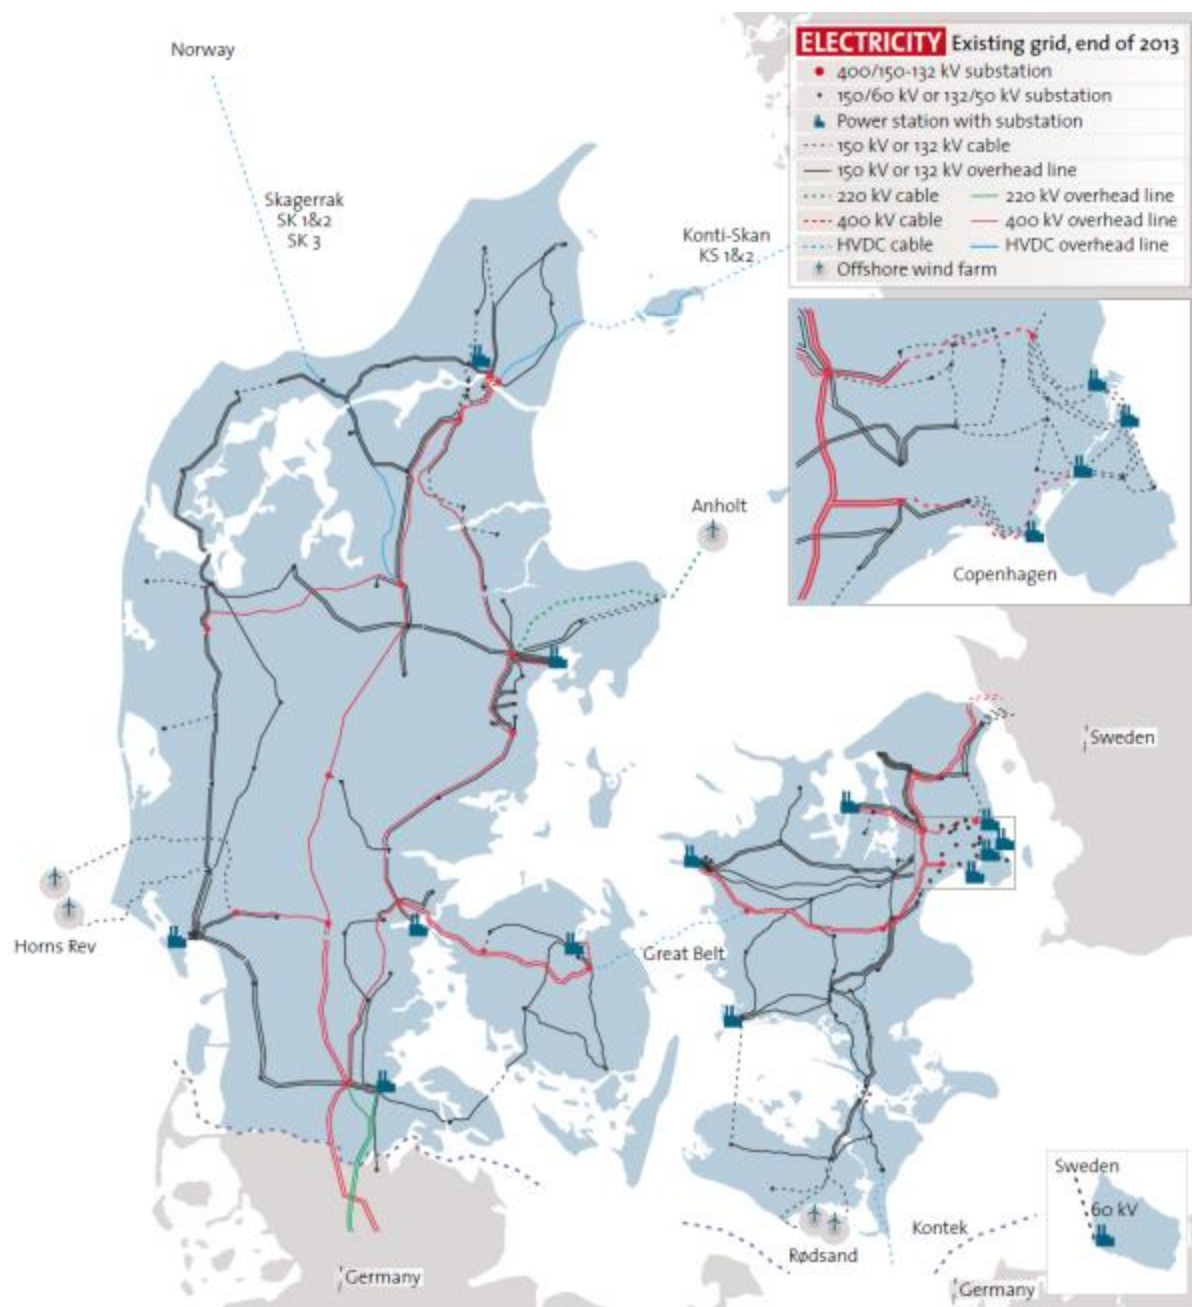 Norway
Skagerrak
SK 1&2
SK 3
Konti-Skan
KS 1&2
ELECTRICITY Existing grid, end of 2013
400/150-132 kV substation
150/60 kV or 132/50 kV substation
Power station with substation
150 kV or 132 kV cable
150 kV or 132 kV overhead line
220 kV cable 220 kV overhead line
400 kV cable 400 kV overhead line
HVDC cable HVDC overhead line
Offshore wind farm
Anholt
Copenhagen
Sweden
Horns Rev
Great Belt
Sweden
60 kV
Kontek
Rødsand
Germany
Germany